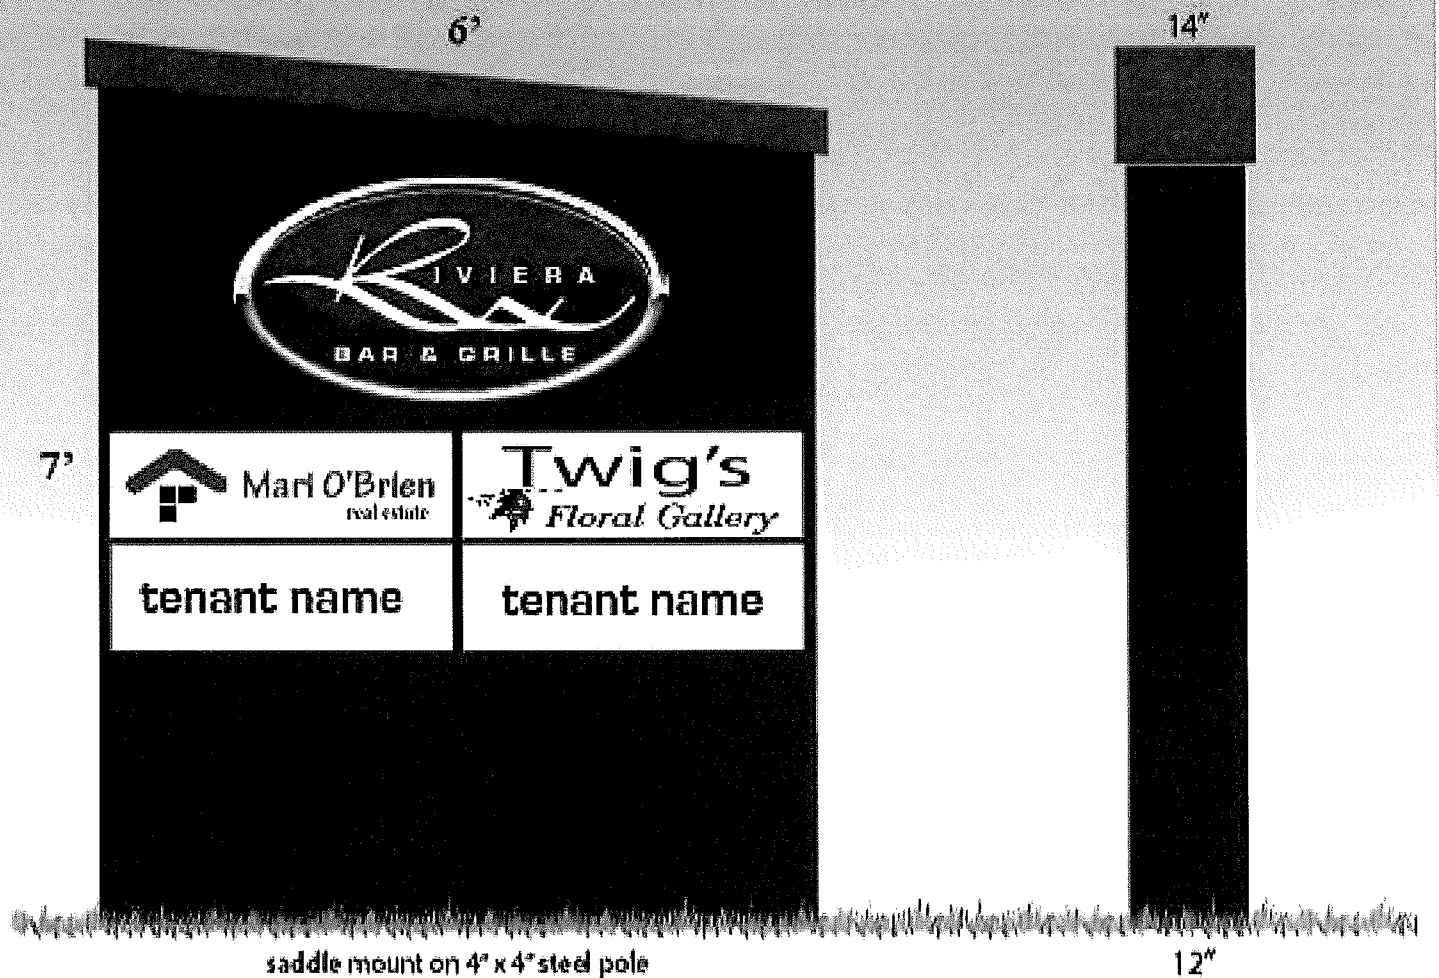 6’
14"
RIVIERA
BAR & GRILLE
7’
Mari O'Brien
real estate
Twig's
Floral Gallery
tenant name
tenant name
saddle mount on 4" x 4" steel pole
12"